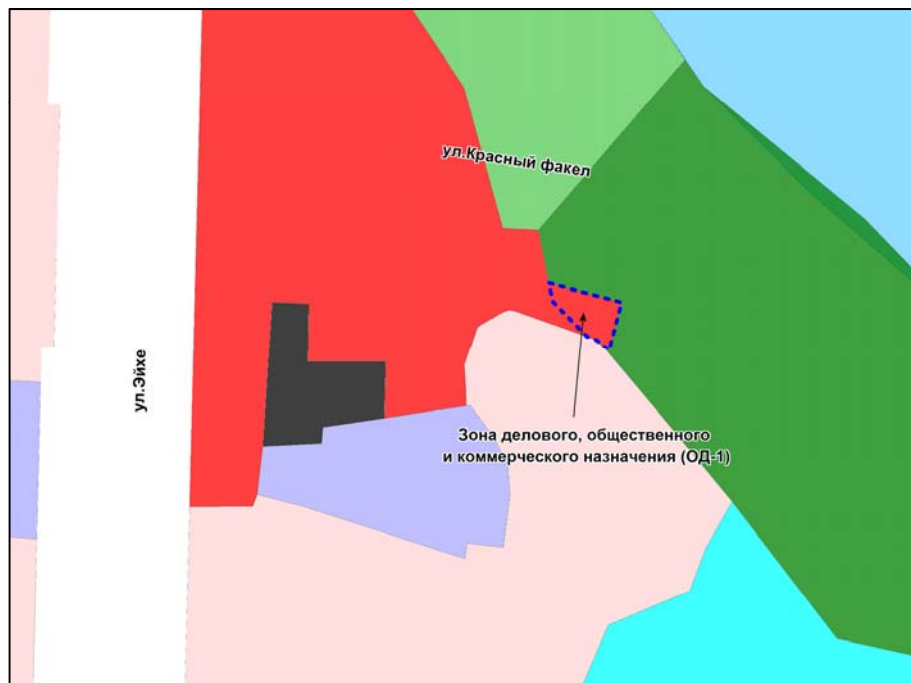 ул.Красный факел
ул.Эйхе
Зона делового, общественного
и коммерческого назначения (ОД-1)